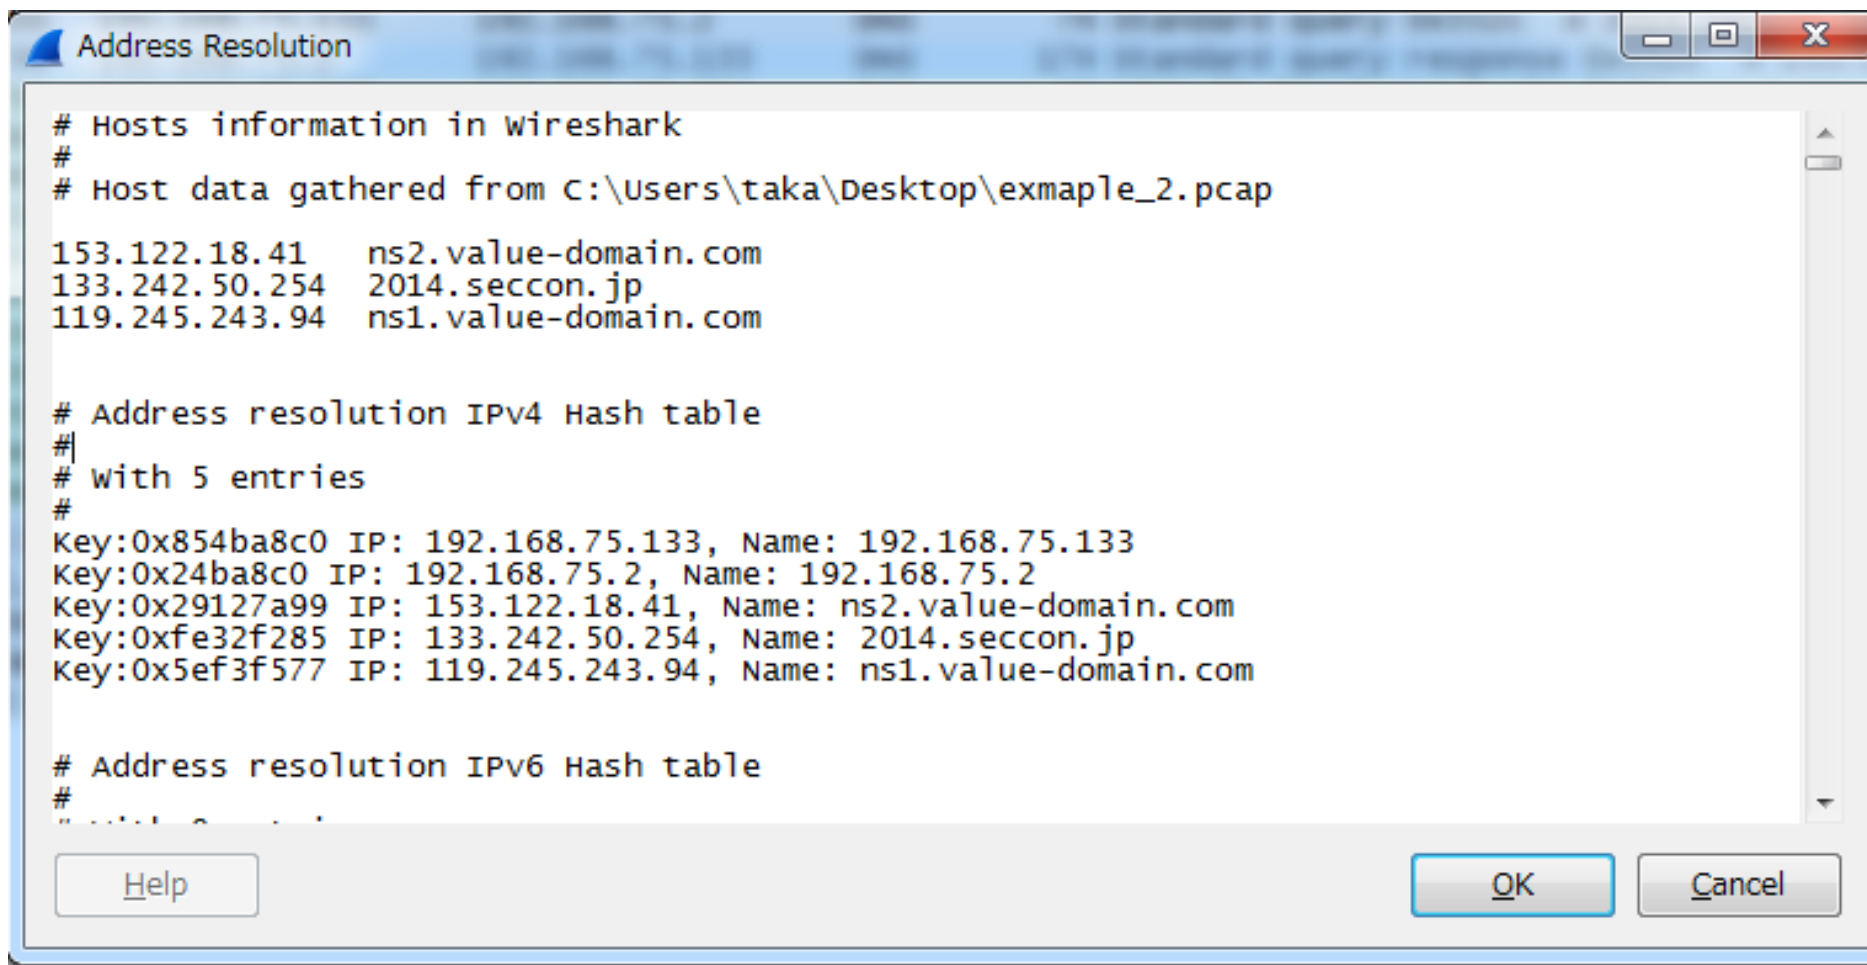 Address Resolution
# Hosts information in Wireshark
#
# Host data gathered from C:\Users\taka\Desktop\exmaple_2.pcap
153.122.18.41 ns2.value-domain.com
133.242.50.254 2014.seccon.jp
119.245.243.94 ns1.value-domain.com
# Address resolution IPv4 Hash table
#
# With 5 entries
#
Key:0x854ba8c0 IP: 192.168.75.133, Name: 192.168.75.133
Key:0x24ba8c0 IP: 192.168.75.2, Name: 192.168.75.2
Key:0x29127a99 IP: 153.122.18.41, Name: ns2.value-domain.com
Key:0xfe32f285 IP: 133.242.50.254, Name: 2014.seccon.jp
Key:0x5ef3f577 IP: 119.245.243.94, Name: ns1.value-domain.com
# Address resolution IPv6 Hash table
#
Help
OK
Cancel